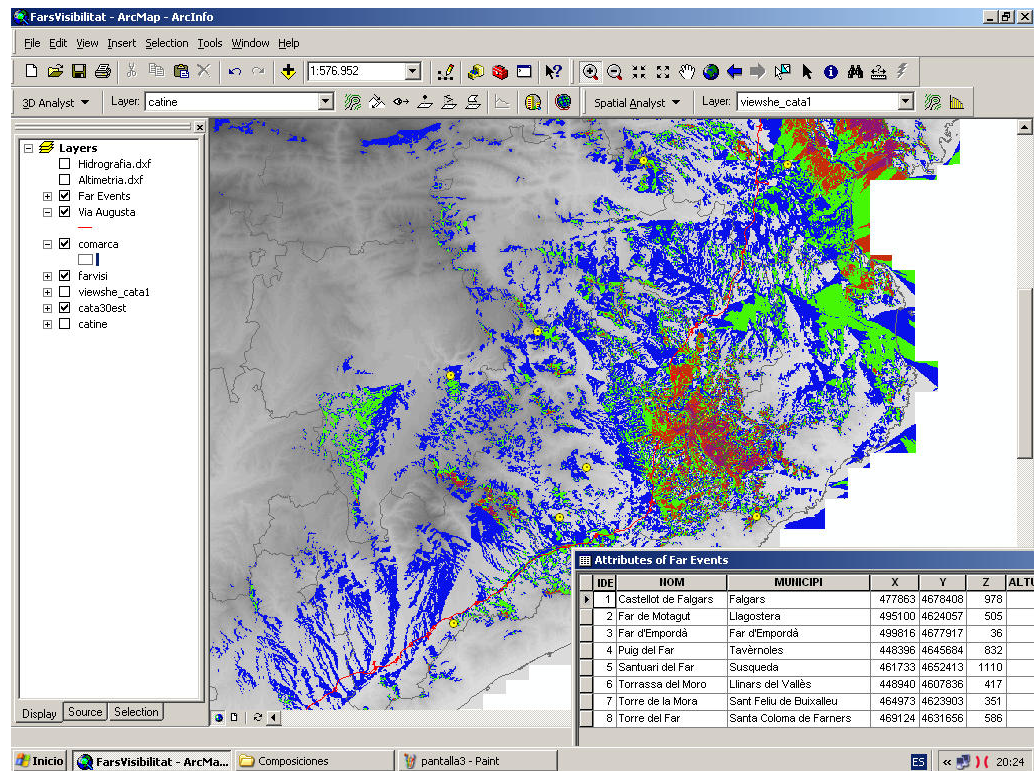 FarsVisibilitat - ArcMap - ArcInfo
File Edit View Insert Selection Tools Window Help
1:576.952
3D Analyst Layer: catine Spatial Analyst Layer: viewshe_cata1
Layers
Hidrografia.dxf
Altimetria.dxf
Far Events
Via Augusta
comarca
farvisi
viewshe_cata1
cata30est
catine
Display Source Selection
Attributes of Far Events
IDE NOM MUNICIPI X Y Z ALTU
1 Castellot de Falgars Falgars 477863 4678408 978
2 Far de Motagut Llagostera 495100 4624057 505
3 Far d'Empordà Far d'Empordà 499816 4677917 36
4 Puig del Far Tavèrnoles 448396 4645684 832
5 Santuari del Far Susqueda 461733 4652413 1110
6 Torrassa del Moro Llinars del Vallès 448940 4607836 417
7 Torre de la Mora Sant Feliu de Buixalleu 464973 4623903 351
8 Torre del Far Santa Coloma de Farners 469124 4631656 586
Inicio FarsVisibilitat - ArcMa... Composiciones pantalla3 - Paint ES « 20:24